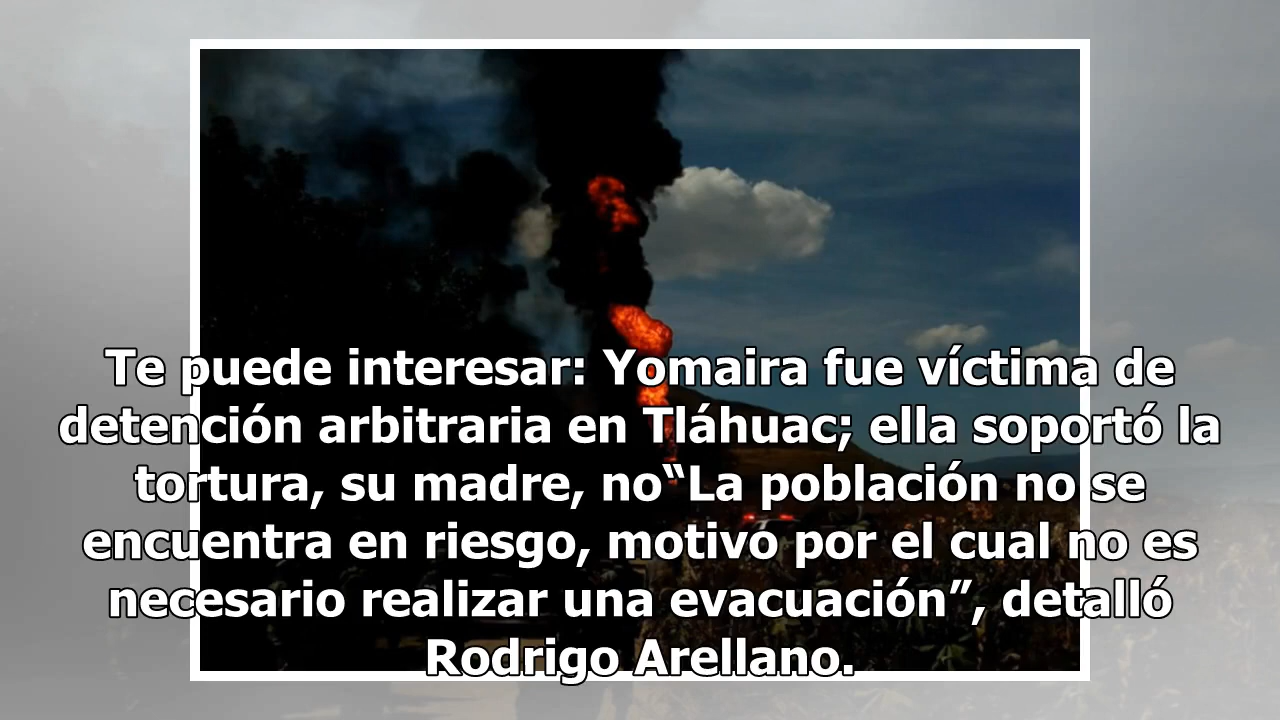 Te puede interesar: Yomaira fue víctima de
detención arbitraria en Tláhuac; ella soportó la
tortura, su madre, no“La población no se
encuentra en riesgo, motivo por el cual no es
necesario realizar una evacuación”, detalló
Rodrigo Arellano.